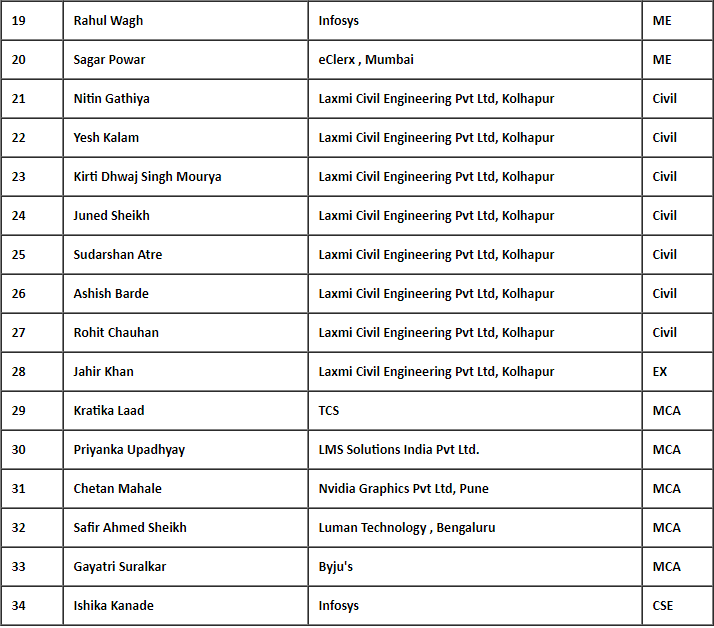 19 Rahul Wagh Infosys ME
20 Sagar Powar eClerx , Mumbai ME
21 Nitin Gathiya Laxmi Civil Engineering Pvt Ltd, Kolhapur Civil
22 Yesh Kalam Laxmi Civil Engineering Pvt Ltd, Kolhapur Civil
23 Kirti Dhwaj Singh Mourya Laxmi Civil Engineering Pvt Ltd, Kolhapur Civil
24 Juned Sheikh Laxmi Civil Engineering Pvt Ltd, Kolhapur Civil
25 Sudarshan Atre Laxmi Civil Engineering Pvt Ltd, Kolhapur Civil
26 Ashish Barde Laxmi Civil Engineering Pvt Ltd, Kolhapur Civil
27 Rohit Chauhan Laxmi Civil Engineering Pvt Ltd, Kolhapur Civil
28 Jahir Khan Laxmi Civil Engineering Pvt Ltd, Kolhapur EX
29 Kratika Laad TCS MCA
30 Priyanka Upadhyay LMS Solutions India Pvt Ltd. MCA
31 Chetan Mahale Nvidia Graphics Pvt Ltd, Pune MCA
32 Safir Ahmed Sheikh Luman Technology , Bengaluru MCA
33 Gayatri Suralkar Byju's MCA
34 Ishika Kanade Infosys CSE